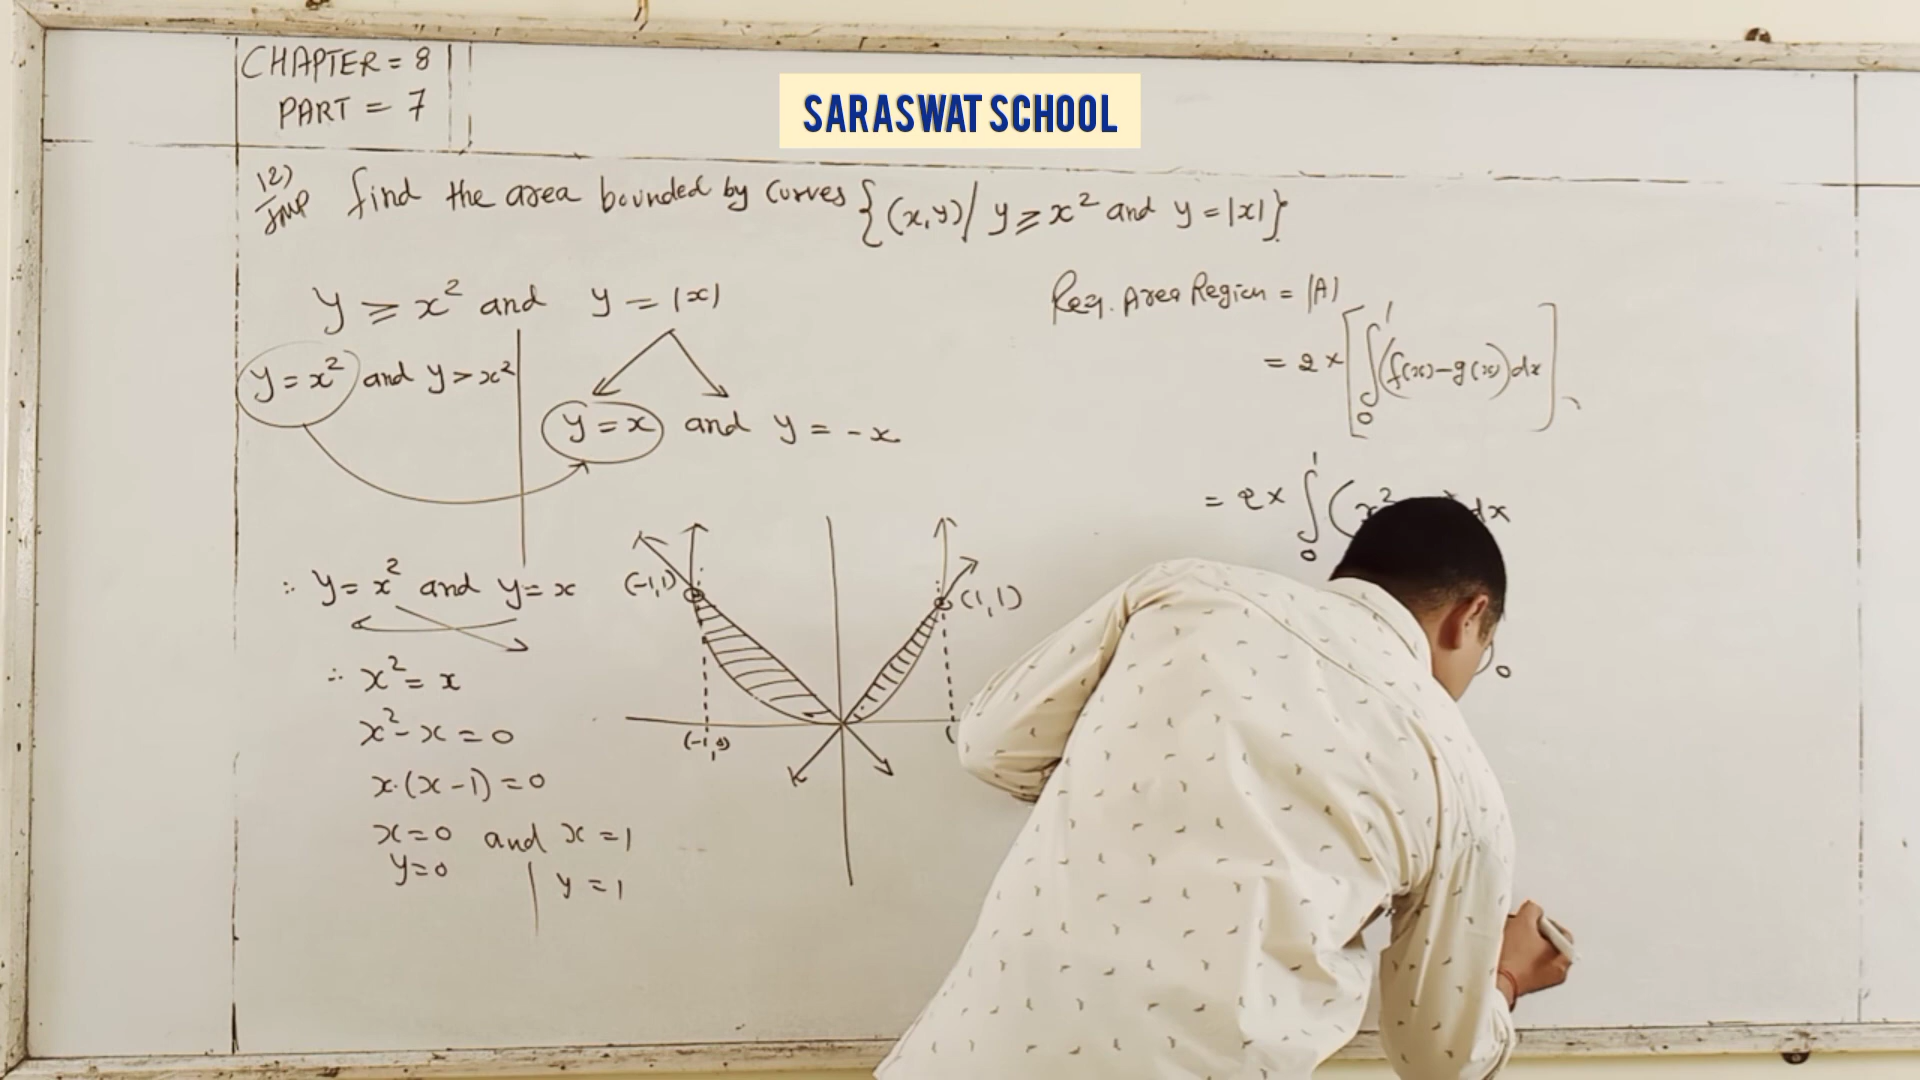 CHAPTER = 8
PART = 7
SARASWAT SCHOOL
12) Imp find the area bounded by curves {(x,y)/ y ≥ x² and y = |x|}
y ≥ x² and y = |x|
y = x² and y > x²
y = x and y = -x
∴ y = x² and y = x
∴ x² = x
x² - x = 0
x·(x-1) = 0
x = 0 and x = 1
y = 0 | y = 1
(-1,1)
(1,1)
(-1,0)
Req. Area Region = |A|
= 2 × [∫₀¹ (f(x) - g(x)) dx]
= 2 × ∫₀¹ (x² dx
0